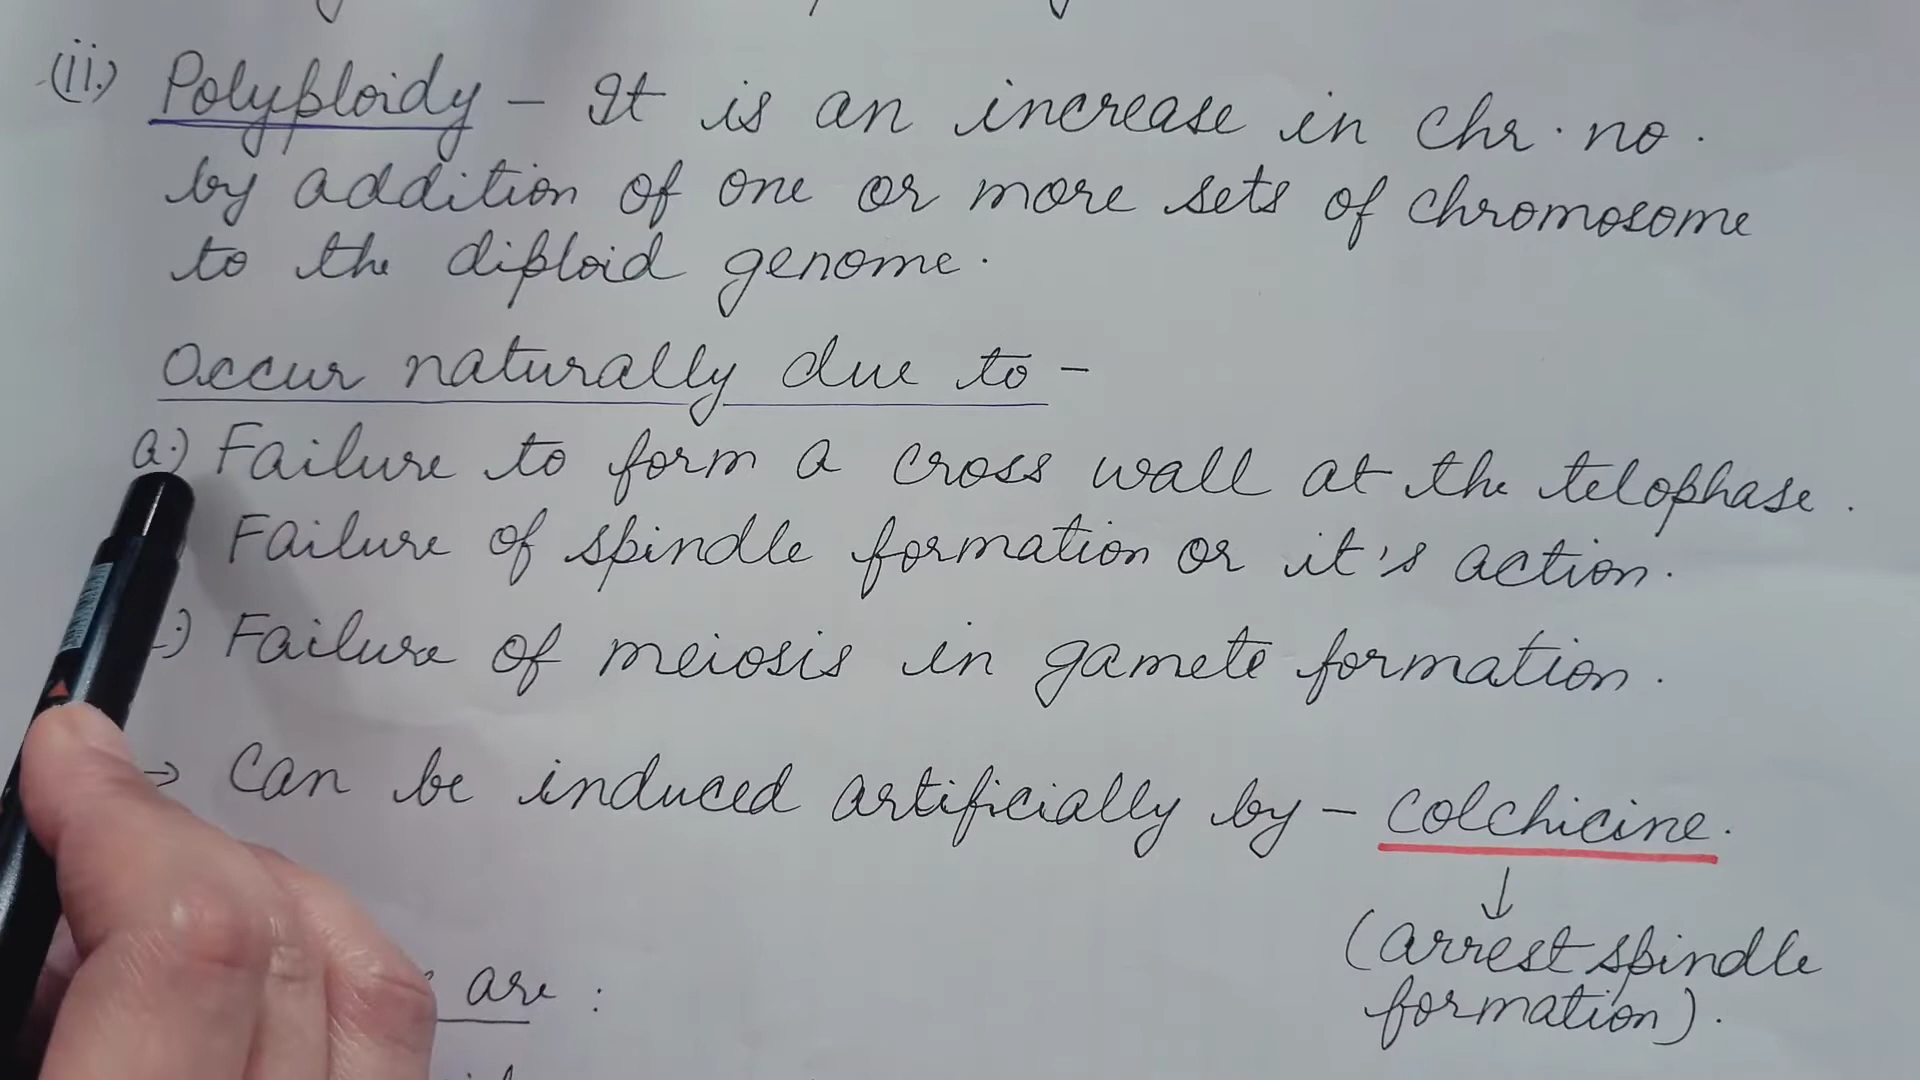 (ii.) Polyploidy - It is an increase in chr. no.
by addition of one or more sets of chromosome
to the diploid genome.
Occur naturally due to -
a.) Failure to form a cross wall at the telophase.
Failure of spindle formation or it's action.
Failure of meiosis in gamete formation.
→ Can be induced artificially by - colchicine.
↓
(arrest spindle
formation).
are :